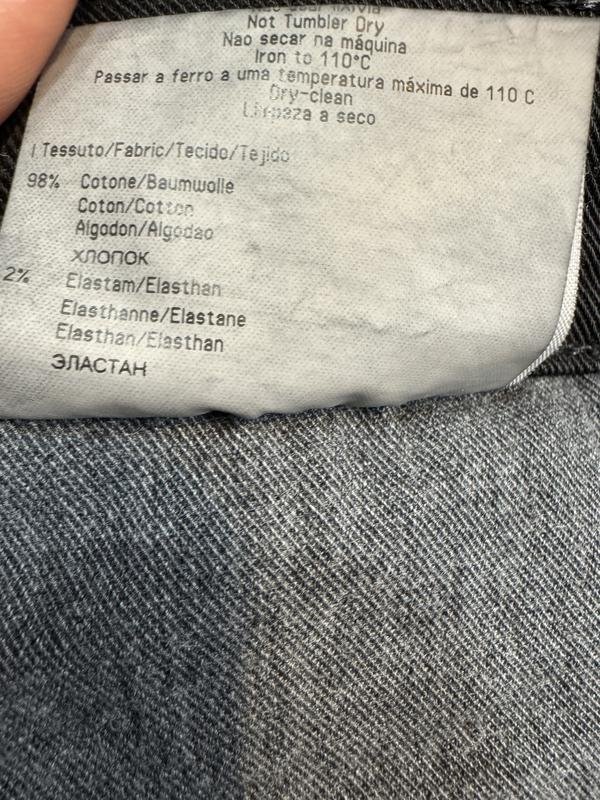 Not Tumbler Dry
Nao secar na máquina
Iron to 110°C
Passar a ferro a uma temperatura máxima de 110 C
Dry-clean
Limpeza a seco
Tessuto/Fabric/Tecido/Tejido
98% Cotone/Baumwolle
Coton/Cotton
Algodon/Algodao
ХЛОПОК
2% Elastam/Elasthan
Elasthanne/Elastane
Elasthan/Elasthan
ЭЛАСТАН